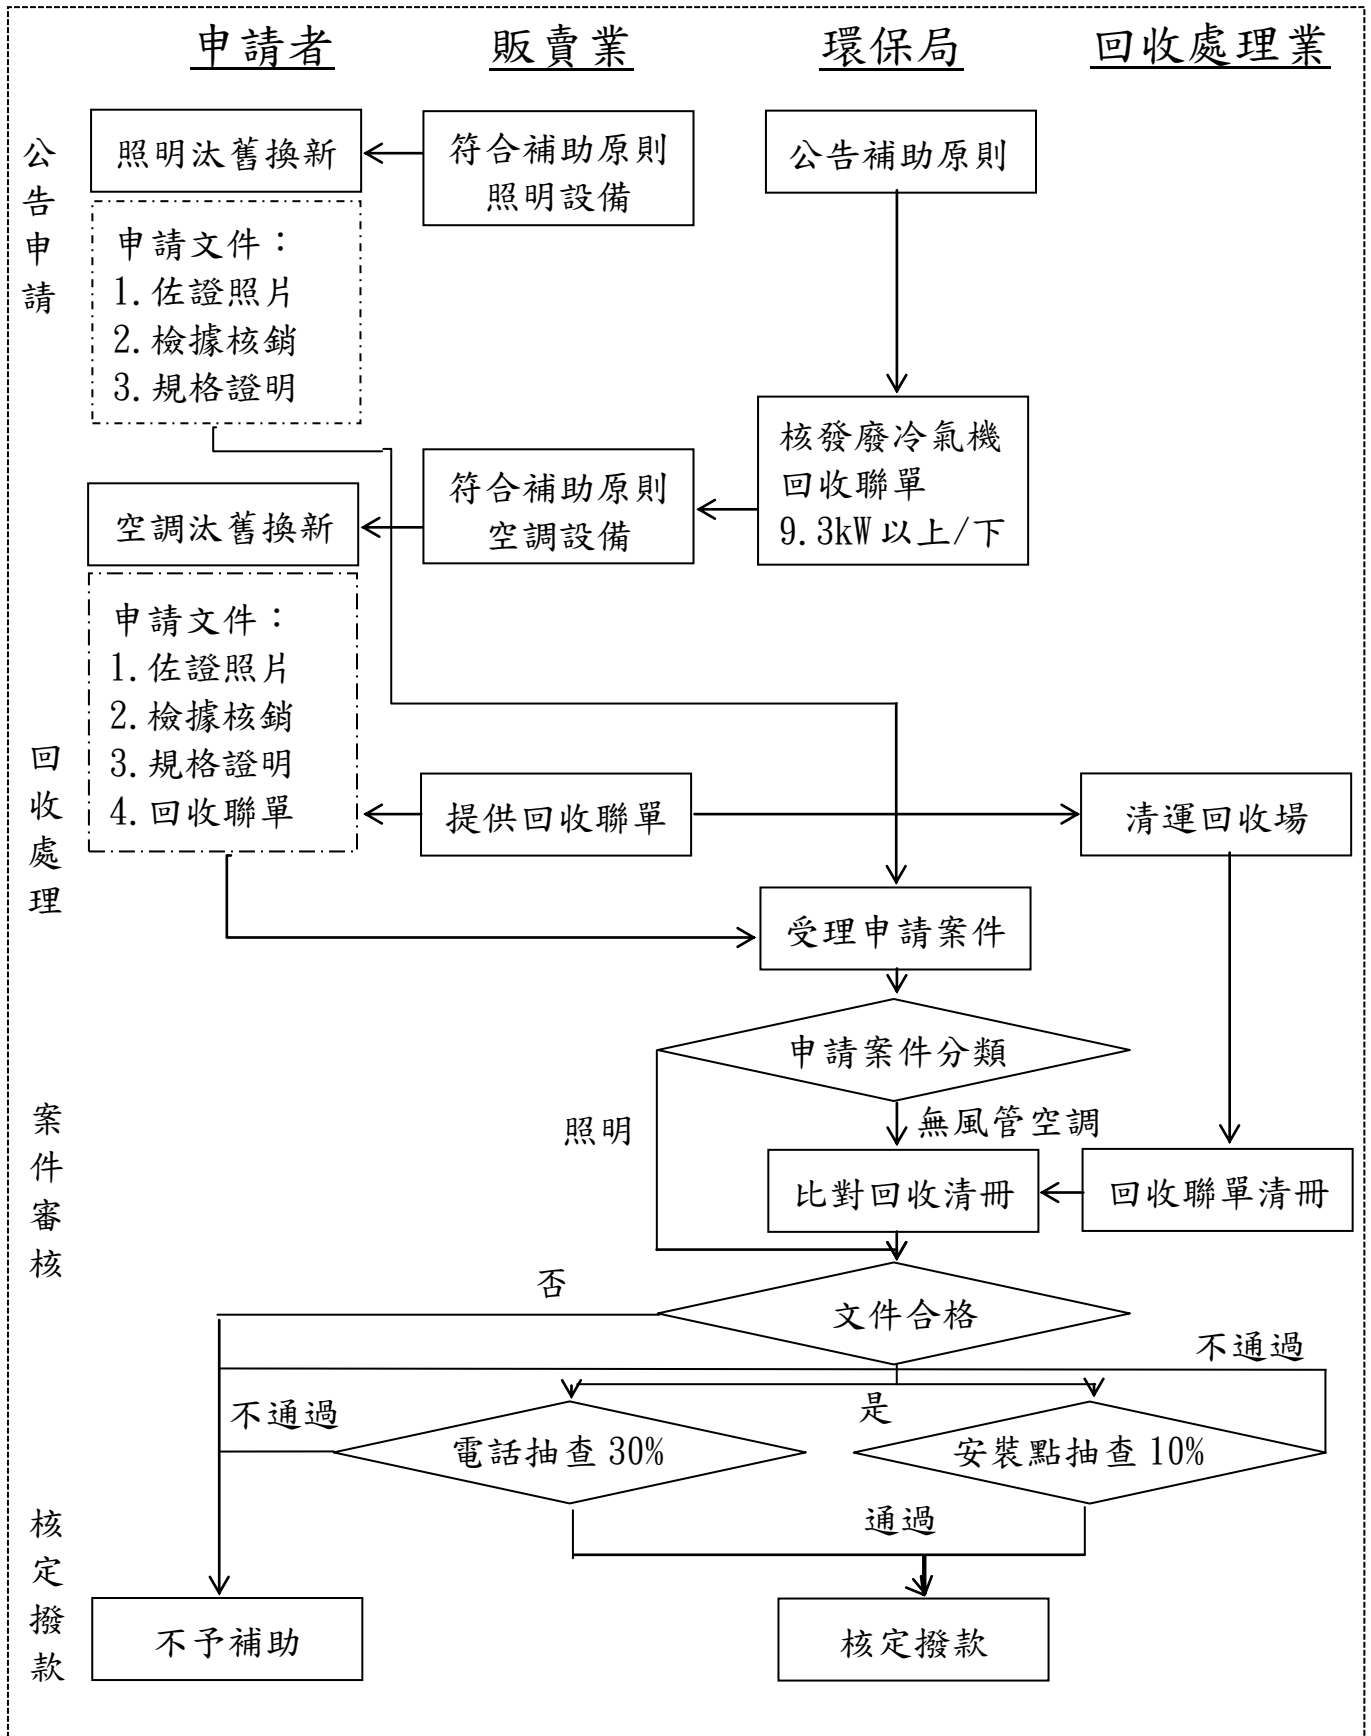 申請者
販賣業
環保局
回收處理業
公告申請
照明汰舊換新
符合補助原則
照明設備
公告補助原則
申請文件：
1.佐證照片
2.檢據核銷
3.規格證明
核發廢冷氣機
回收聯單
9.3kW以上/下
符合補助原則
空調設備
空調汰舊換新
申請文件：
1.佐證照片
2.檢據核銷
3.規格證明
4.回收聯單
回收處理
提供回收聯單
清運回收場
受理申請案件
申請案件分類
案件審核
照明
無風管空調
比對回收清冊
回收聯單清冊
否
文件合格
不通過
不通過
是
電話抽查30%
安裝點抽查10%
通過
核定撥款
不予補助
核定撥款